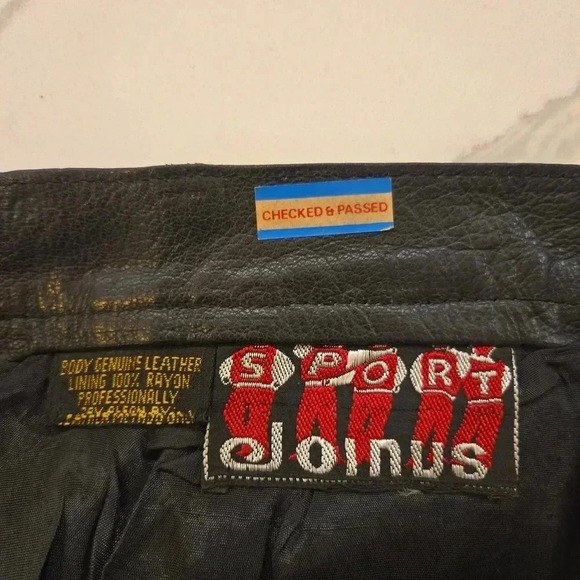 CHECKED & PASSED
BODY GENUINE LEATHER
LINING 100% RAYON
PROFESSIONALLY
SPORT
Joinus